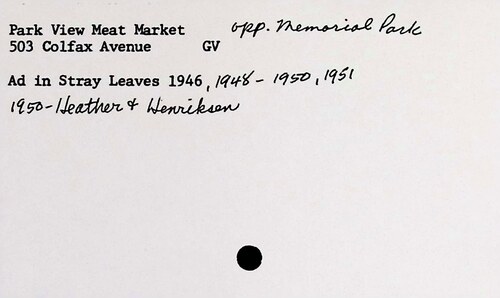 Park View Meat Market opp. Memorial Park
503 Colfax Avenue GV
Ad in Stray Leaves 1946, 1948 - 1950, 1951
1950 - Heather & Henriksen